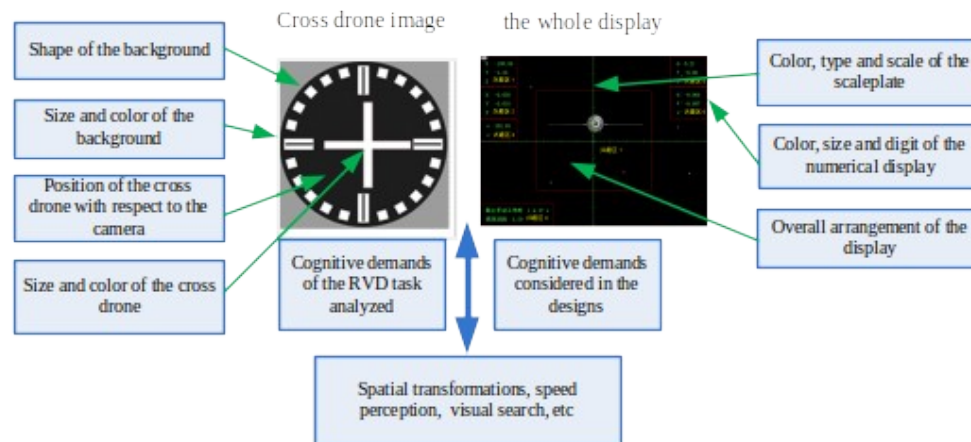 Cross drone image
the whole display
Shape of the background
Size and color of the
background
Position of the cross
drone with respect to the
camera
Size and color of the cross
drone
Color, type and scale of the
scaleplate
Color, size and digit of the
numerical display
Overall arrangement of the
display
Cognitive demands
of the RVD task
analyzed
Cognitive demands
considered in the
designs
Spatial transformations, speed
perception, visual search, etc